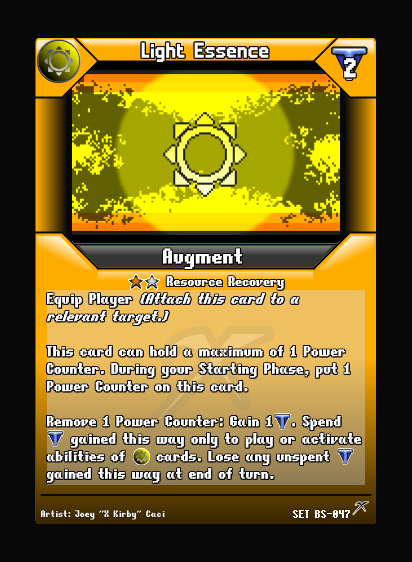 Light Essence
2
Augment
Resource Recovery
Equip Player (Attach this card to a
relevant target.)
This card can hold a maximum of 1 Power
Counter. During your Starting Phase, put 1
Power Counter on this card.
Remove 1 Power Counter: Gain 1 . Spend
gained this way only to play or activate
abilities of cards. Lose any unspent
gained this way at end of turn.
Artist: Joey "X Kirby" Caci
SET BS-047